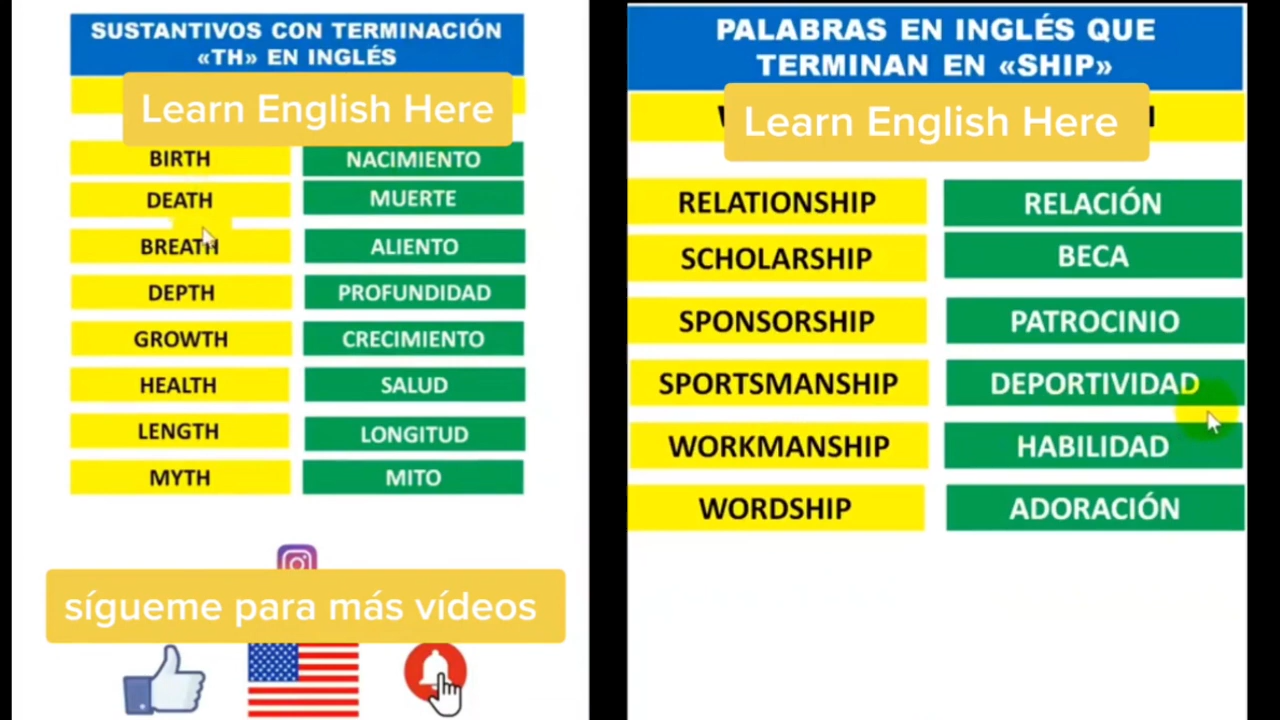 SUSTANTIVOS CON TERMINACIÓN
«TH» EN INGLÉS
Learn English Here
BIRTH NACIMIENTO
DEATH MUERTE
BREATH ALIENTO
DEPTH PROFUNDIDAD
GROWTH CRECIMIENTO
HEALTH SALUD
LENGTH LONGITUD
MYTH MITO
sígueme para más vídeos
PALABRAS EN INGLÉS QUE
TERMINAN EN «SHIP»
Learn English Here
RELATIONSHIP RELACIÓN
SCHOLARSHIP BECA
SPONSORSHIP PATROCINIO
SPORTSMANSHIP DEPORTIVIDAD
WORKMANSHIP HABILIDAD
WORDSHIP ADORACIÓN